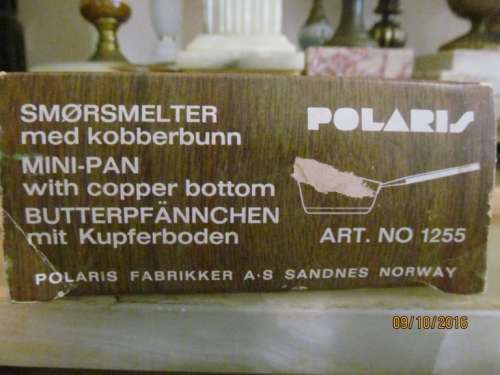 SMØRSMELTER
med kobberbunn
MINI-PAN
with copper bottom
BUTTERPFÄNNCHEN
mit Kupferboden
POLARIS
ART. NO 1255
POLARIS FABRIKKER A·S SANDNES NORWAY
09/10/2016